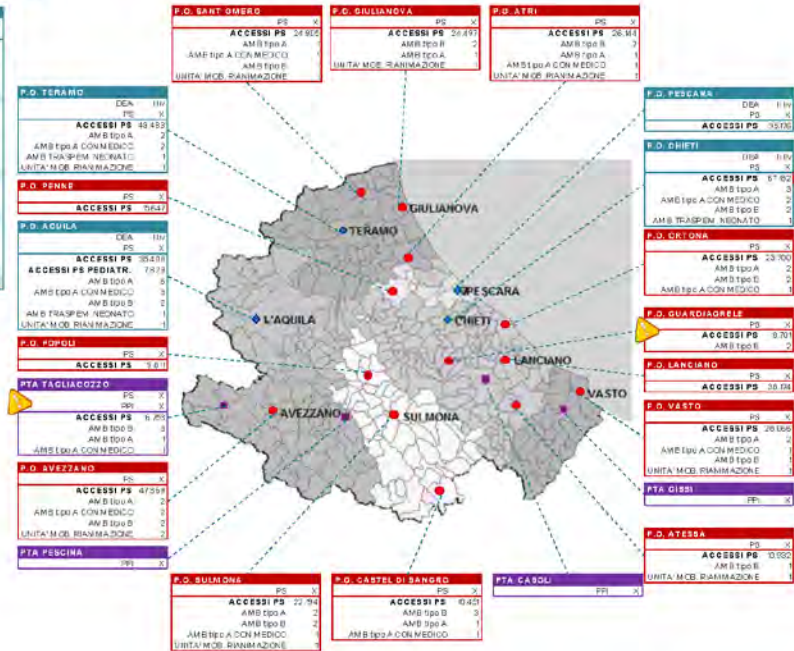 P.O. SANT OMERO
PS X
ACCESSI PS
AMB tipo A 1
AMB tipo A CON MEDICO 1
AMB tipo B
UNITA' MOB. RIANIMAZIONE 1
P.O. GIULIANOVA
PS X
ACCESSI PS 24.497
AMB tipo B 2
AMB tipo A 1
UNITA' MOB. RIANIMAZIONE 1
P.O. ATRI
PS X
ACCESSI PS
AMB tipo B
AMB tipo A 1
AMB tipo A CON MEDICO 1
UNITA' MOB. RIANIMAZIONE 1
P.O. TERAMO
DEA
PS X
ACCESSI PS
AMB tipo A 2
AMB tipo A CON MEDICO 2
AMB TRASP.EM. NEONATO 1
UNITA' MOB. RIANIMAZIONE 1
P.O. PENNE
PS X
ACCESSI PS
P.O. AQUILA
DEA
PS X
ACCESSI PS
ACCESSI PS PEDIATR.
AMB tipo A
AMB tipo A CON MEDICO
AMB tipo B 2
AMB TRASP.EM. NEONATO 1
UNITA' MOB. RIANIMAZIONE 1
P.O. POPOLI
PS X
ACCESSI PS
PTA TAGLIACOZZO
PS X
PPI X
ACCESSI PS
AMB tipo B 3
AMB tipo A 1
AMB tipo A CON MEDICO 1
P.O. AVEZZANO
PS X
ACCESSI PS
AMB tipo A 2
AMB tipo A CON MEDICO 2
AMB tipo B 2
UNITA' MOB. RIANIMAZIONE 2
PTA PESCINA
PPI X
GIULIANOVA
TERAMO
PESCARA
L'AQUILA
CHIETI
LANCIANO
VASTO
AVEZZANO
SULMONA
P.O. PESCARA
DEA
PS X
ACCESSI PS
P.O. CHIETI
DEA
PS X
ACCESSI PS
AMB tipo A 3
AMB tipo A CON MEDICO 2
AMB tipo B 2
AMB TRASP.EM. NEONATO 1
P.O. ORTONA
PS X
ACCESSI PS 23.700
AMB tipo A 2
AMB tipo B 2
P.O. GUARDIAGRELE
PS X
ACCESSI PS
AMB tipo B 2
P.O. LANCIANO
PS X
ACCESSI PS
P.O. VASTO
PS X
ACCESSI PS
AMB tipo A 2
AMB tipo A CON MEDICO 1
AMB tipo B 1
UNITA' MOB. RIANIMAZIONE 1
PTA GISSI
PPI X
P.O. ATESSA
PS X
ACCESSI PS
AMB tipo B 1
UNITA' MOB. RIANIMAZIONE 1
P.O. SULMONA
PS X
ACCESSI PS
AMB tipo A 2
AMB tipo B 2
AMB tipo A CON MEDICO 1
UNITA' MOB. RIANIMAZIONE 1
P.O. CASTEL DI SANGRO
PS X
ACCESSI PS
AMB tipo B 3
AMB tipo A 1
AMB tipo A CON MEDICO 1
PTA CASOLI
PPI X